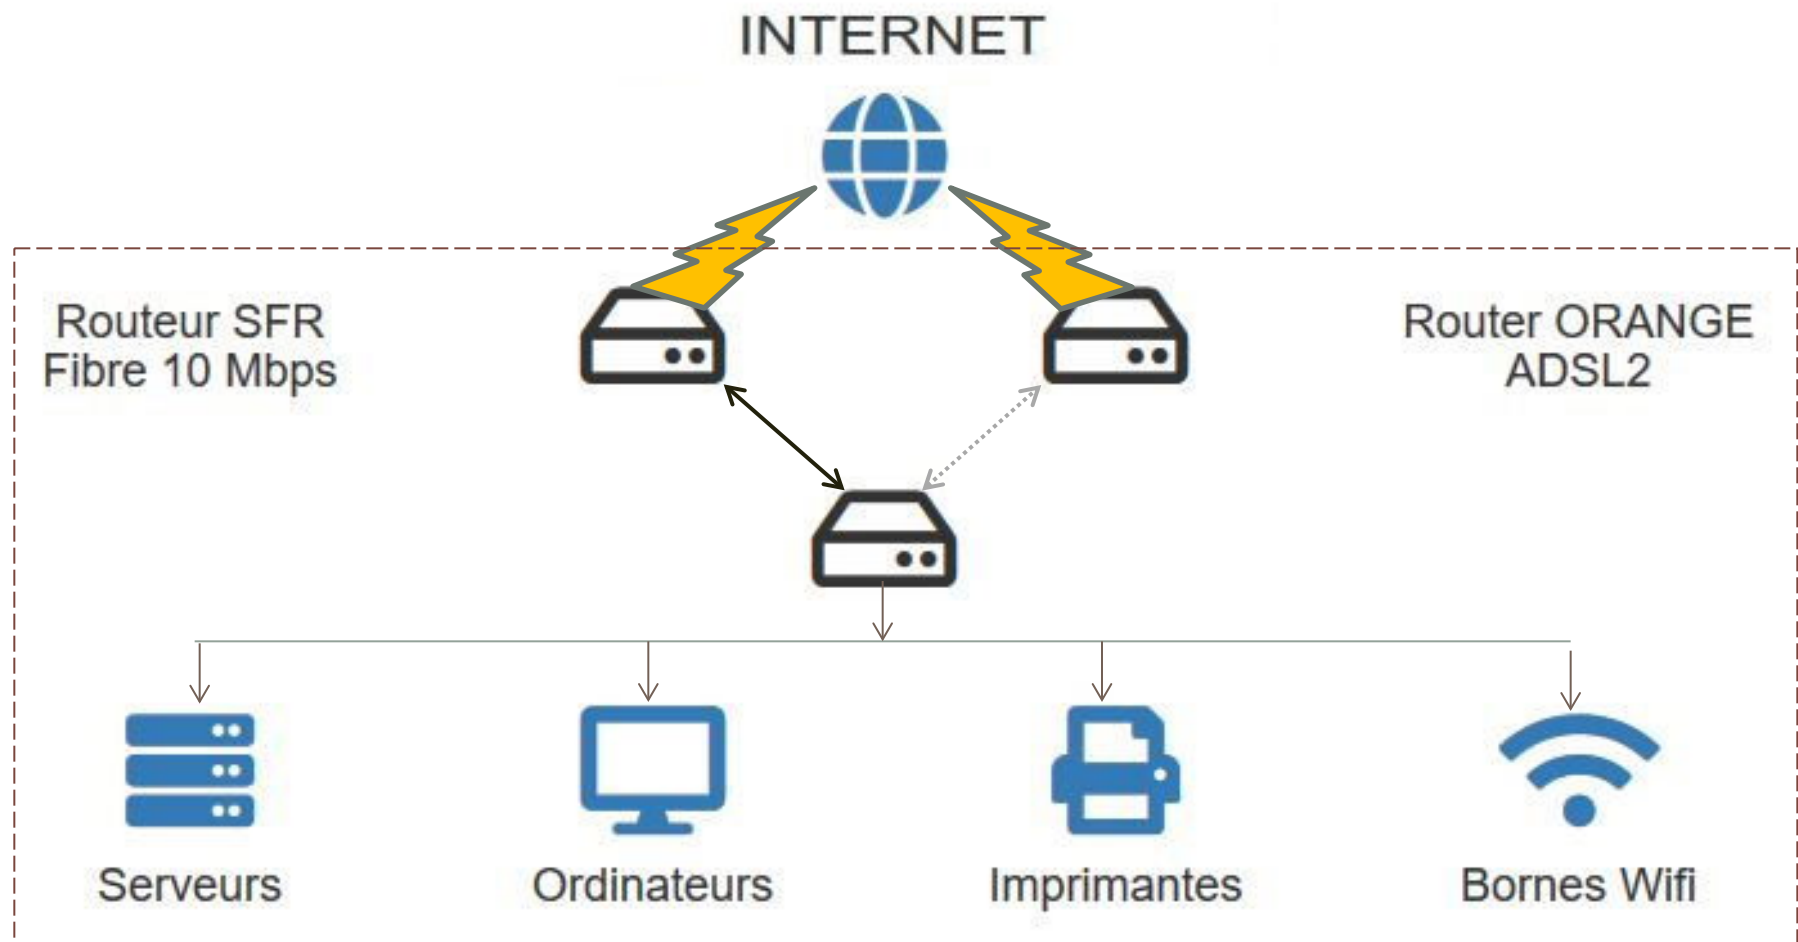 INTERNET
Routeur SFR
Fibre 10 Mbps
Router ORANGE
ADSL2
Serveurs
Ordinateurs
Imprimantes
Bornes Wifi